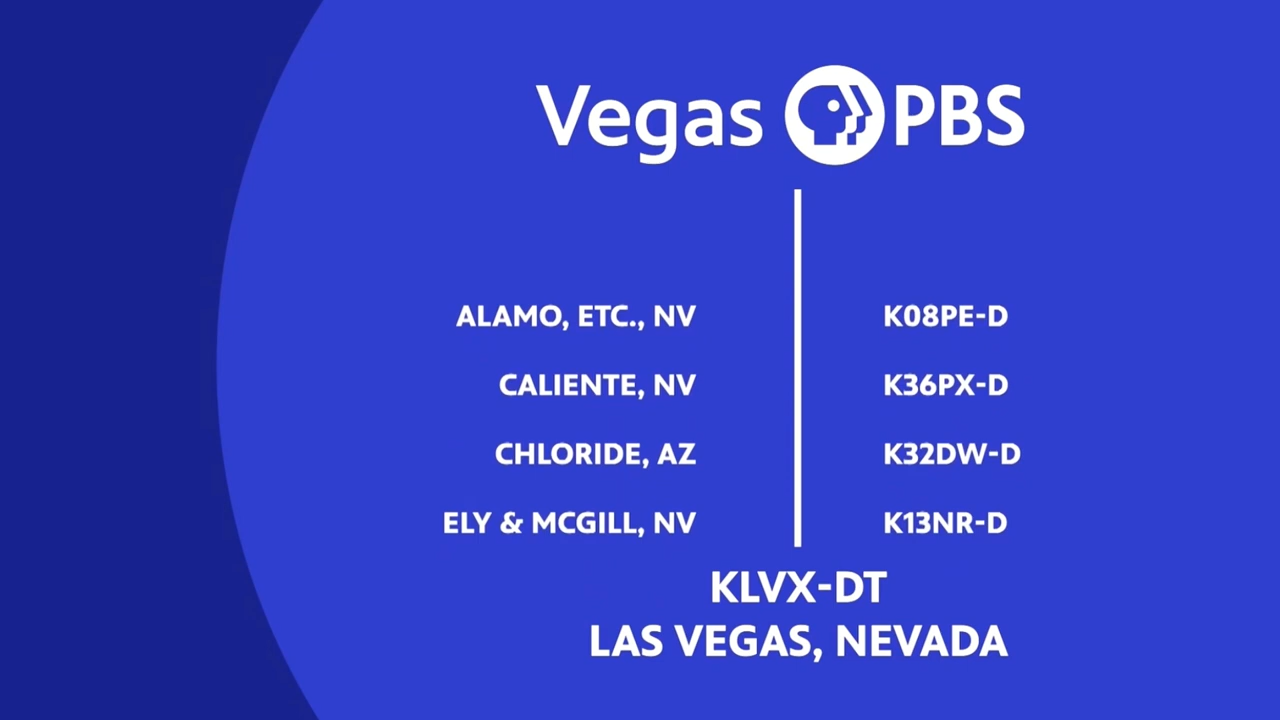 Vegas PBS
ALAMO, ETC., NV K08PE-D
CALIENTE, NV K36PX-D
CHLORIDE, AZ K32DW-D
ELY & MCGILL, NV K13NR-D
KLVX-DT
LAS VEGAS, NEVADA